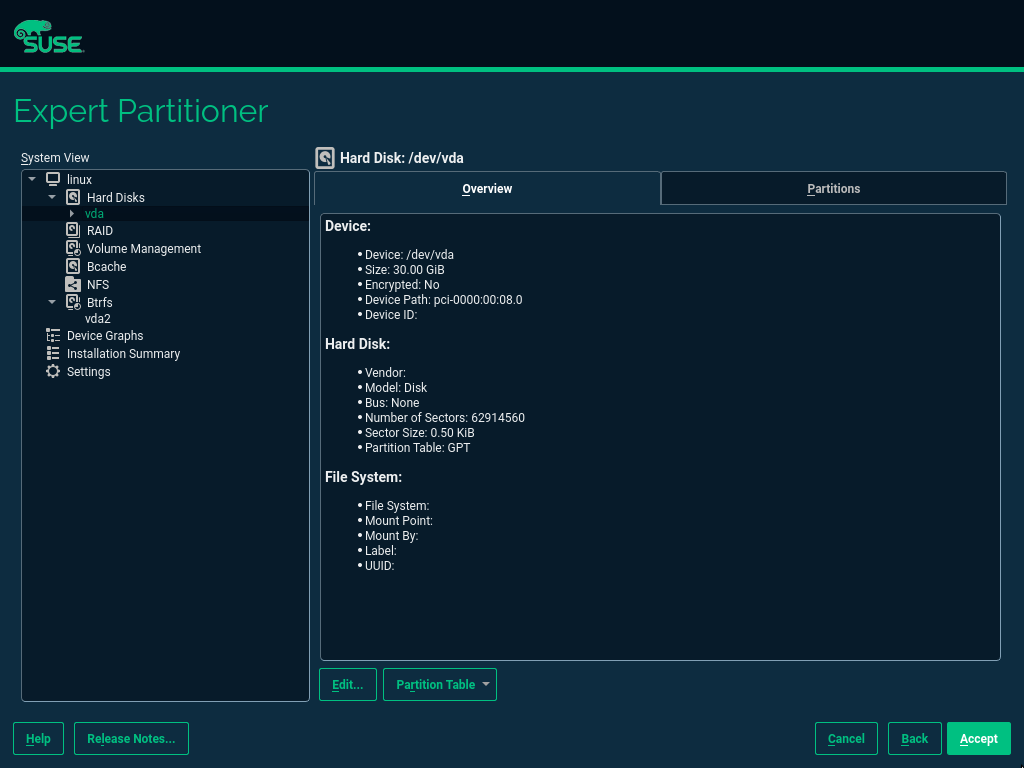 SUSE
Expert Partitioner
System View
linux
Hard Disks
vda
RAID
Volume Management
Bcache
NFS
Btrfs
vda2
Device Graphs
Installation Summary
Settings
Hard Disk: /dev/vda
Overview
Partitions
Device:
• Device: /dev/vda
• Size: 30.00 GiB
• Encrypted: No
• Device Path: pci-0000:00:08.0
• Device ID:
Hard Disk:
• Vendor:
• Model: Disk
• Bus: None
• Number of Sectors: 62914560
• Sector Size: 0.50 KiB
• Partition Table: GPT
File System:
• File System:
• Mount Point:
• Mount By:
• Label:
• UUID:
Edit...
Partition Table
Help
Release Notes...
Cancel
Back
Accept